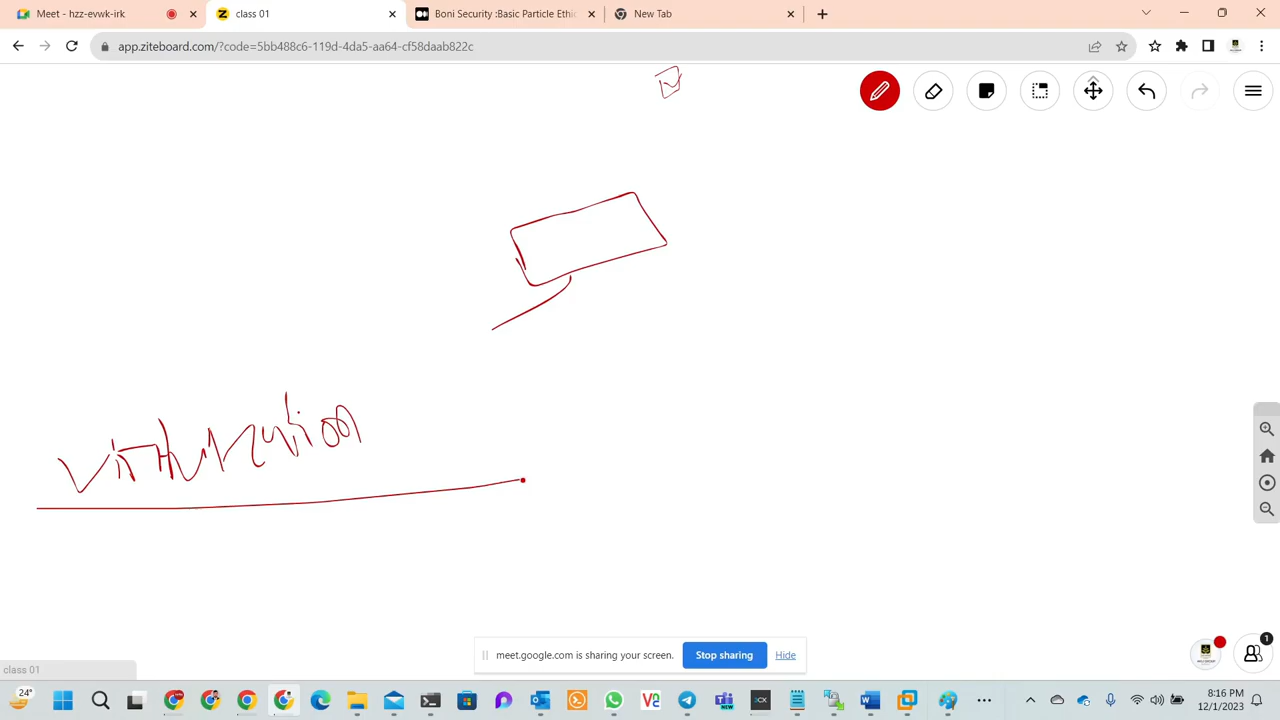 Meet - hzz-evwk-irk
class 01
Boni Security :Basic Particle Ethic
New Tab
app.ziteboard.com/?code=5bb488c6-119d-4da5-aa64-cf58daab822c
meet.google.com is sharing your screen.
Stop sharing
Hide
1
class 01
24°
NEW
8:16 PM
12/1/2023